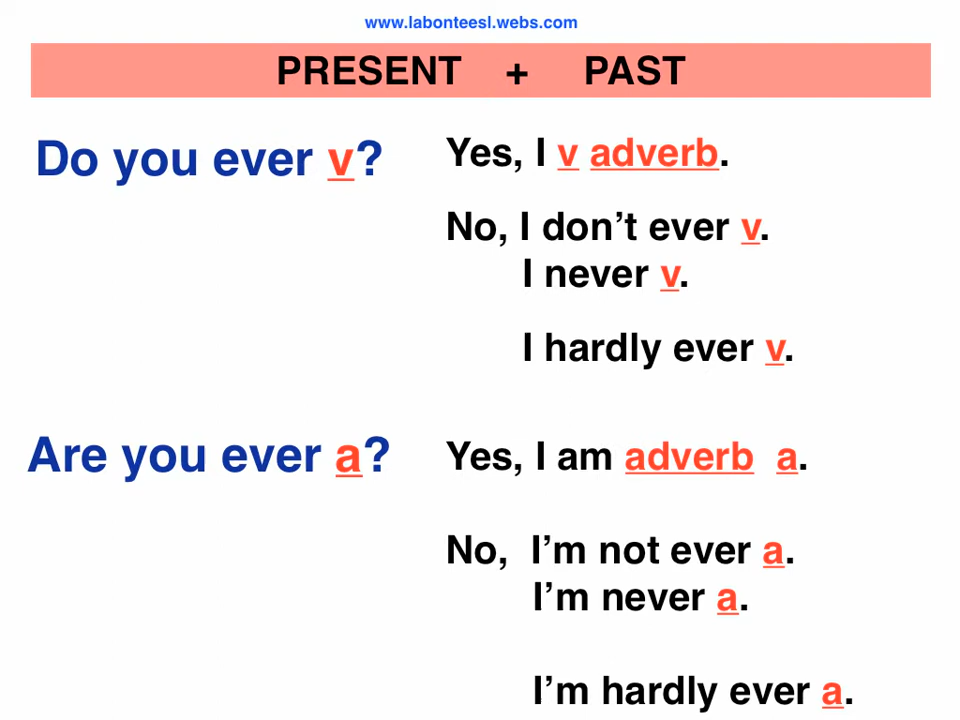 www.labonteesl.webs.com
PRESENT + PAST
Do you ever v?
Yes, I v adverb.
No, I don’t ever v.
I never v.
I hardly ever v.
Are you ever a?
Yes, I am adverb a.
No, I’m not ever a.
I’m never a.
I’m hardly ever a.